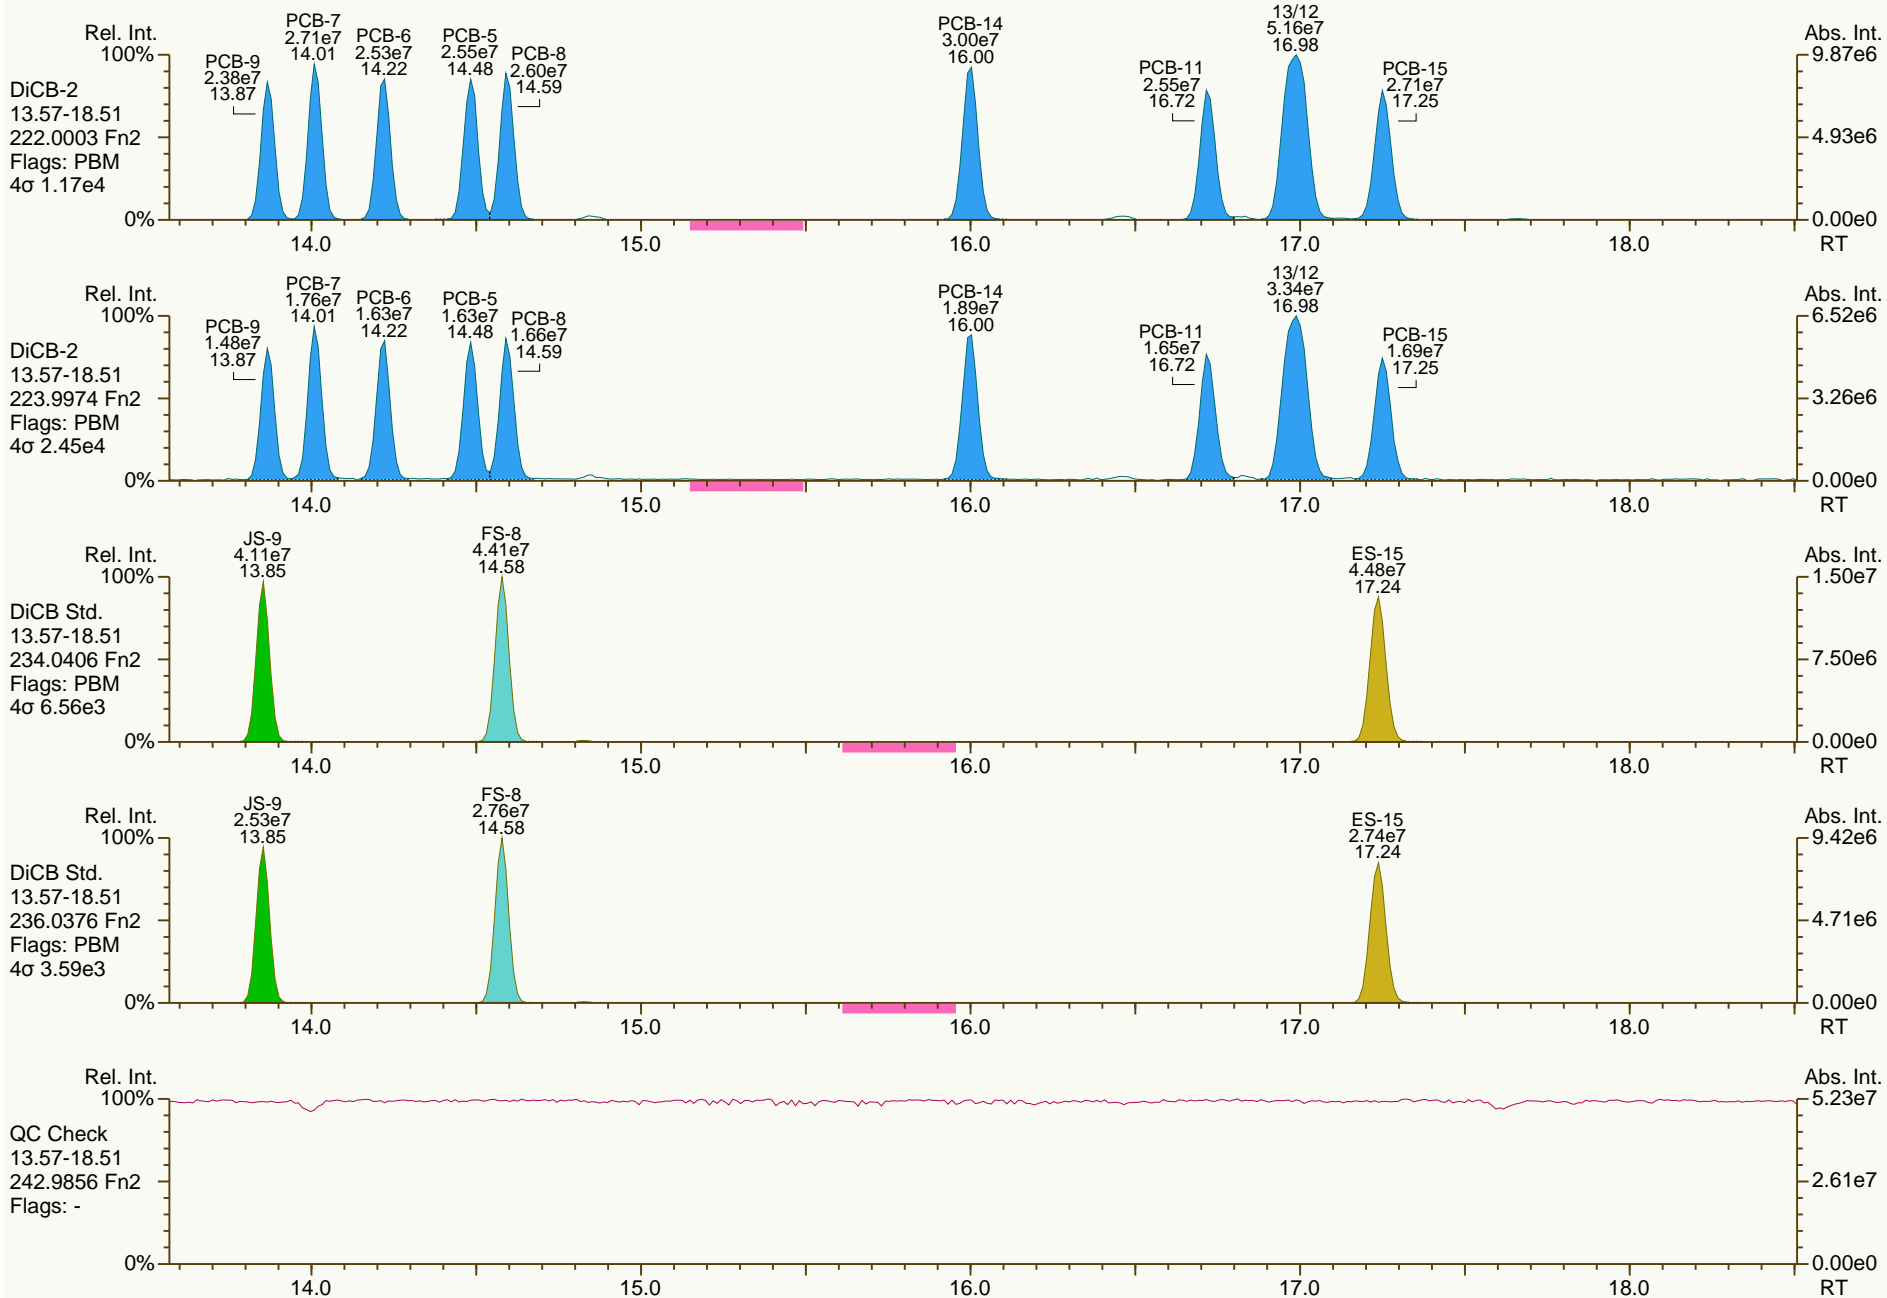 Rel. Int.
100%
0%
DiCB-2
13.57-18.51
222.0003 Fn2
Flags: PBM
4σ 1.17e4
PCB-9
2.38e7
13.87
PCB-7
2.71e7
14.01
PCB-6
2.53e7
14.22
PCB-5
2.55e7
14.48
PCB-8
2.60e7
14.59
PCB-14
3.00e7
16.00
PCB-11
2.55e7
16.72
13/12
5.16e7
16.98
PCB-15
2.71e7
17.25
Abs. Int.
9.87e6
4.93e6
0.00e0
14.0 15.0 16.0 17.0 18.0 RT
Rel. Int.
100%
0%
DiCB-2
13.57-18.51
223.9974 Fn2
Flags: PBM
4σ 2.45e4
PCB-9
1.48e7
13.87
PCB-7
1.76e7
14.01
PCB-6
1.63e7
14.22
PCB-5
1.63e7
14.48
PCB-8
1.66e7
14.59
PCB-14
1.89e7
16.00
PCB-11
1.65e7
16.72
13/12
3.34e7
16.98
PCB-15
1.69e7
17.25
Abs. Int.
6.52e6
3.26e6
0.00e0
14.0 15.0 16.0 17.0 18.0 RT
Rel. Int.
100%
0%
DiCB Std.
13.57-18.51
234.0406 Fn2
Flags: PBM
4σ 6.56e3
JS-9
4.11e7
13.85
FS-8
4.41e7
14.58
ES-15
4.48e7
17.24
Abs. Int.
1.50e7
7.50e6
0.00e0
14.0 15.0 16.0 17.0 18.0 RT
Rel. Int.
100%
0%
DiCB Std.
13.57-18.51
236.0376 Fn2
Flags: PBM
4σ 3.59e3
JS-9
2.53e7
13.85
FS-8
2.76e7
14.58
ES-15
2.74e7
17.24
Abs. Int.
9.42e6
4.71e6
0.00e0
14.0 15.0 16.0 17.0 18.0 RT
Rel. Int.
100%
0%
QC Check
13.57-18.51
242.9856 Fn2
Flags: -
Abs. Int.
5.23e7
2.61e7
0.00e0
14.0 15.0 16.0 17.0 18.0 RT